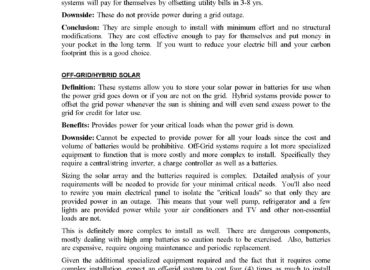 systems will pay for themselves by offsetting utility bills in 3-8 yrs.
Downside: These do not provide power during a grid outage.
Conclusion: They are simple enough to install with minimum effort and no structural
modifications. They are cost effective enough to pay for themselves and put money in
your pocket in the long term. If you want to reduce your electric bill and your carbon
footprint this is a good choice.
OFF-GRID/HYBRID SOLAR
Definition: These systems allow you to store your solar power in batteries for use when
the power grid goes down or if you are not on the grid. Hybrid systems provide power to
offset the grid power whenever the sun is shining and will even send excess power to the
grid for credit for later use.
Benefits: Provides power for your critical loads when the power grid is down.
Downside: Cannot be expected to provide power for all your loads since the cost and
volume of batteries would be prohibitive. Off-Grid systems require a lot more specialized
equipment to function is that more costly and more complex to install. Specifically they
require a central/string inverter, a charge controller as well as a batteries.
Sizing the solar array and the batteries required is complex. Detailed analysis of your
requirements will be needed to provide for your minimal critical needs. You'll also need
to rewire you main electrical panel to isolate the "critical loads" so that only they are
provided power in an outage. This means that your well pump, refrigerator and a few
lights are provided while your air conditioners and TV and other non-essential
loads are not.
This is definitely more complex to install as well. There are dangerous components,
mostly dealing with high amp batteries so caution needs to be exercised. Also, batteries
are expensive, require ongoing maintenance and periodic replacement.
Given the additional specialized equipment required and the fact that it requires come
complex installation, expect an off-grid system to cost four (4) times as much to install